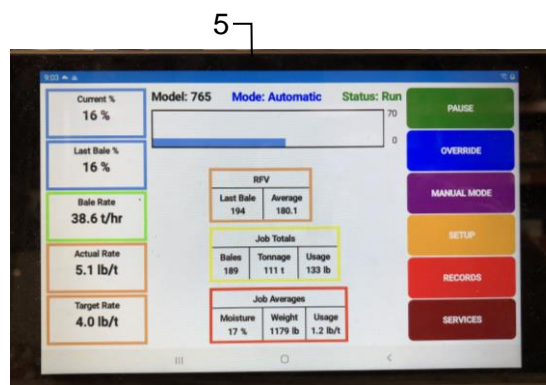 5
9:03
Model: 765 Mode: Automatic Status: Run
Current %
16 %
Last Bale %
16 %
Bale Rate
38.6 t/hr
Actual Rate
5.1 lb/t
Target Rate
4.0 lb/t
70
0
RFV
Last Bale Average
194 180.1
Job Totals
Bales Tonnage Usage
189 111 t 133 lb
Job Averages
Moisture Weight Usage
17 % 1179 lb 1.2 lb/t
PAUSE
OVERRIDE
MANUAL MODE
SETUP
RECORDS
SERVICES